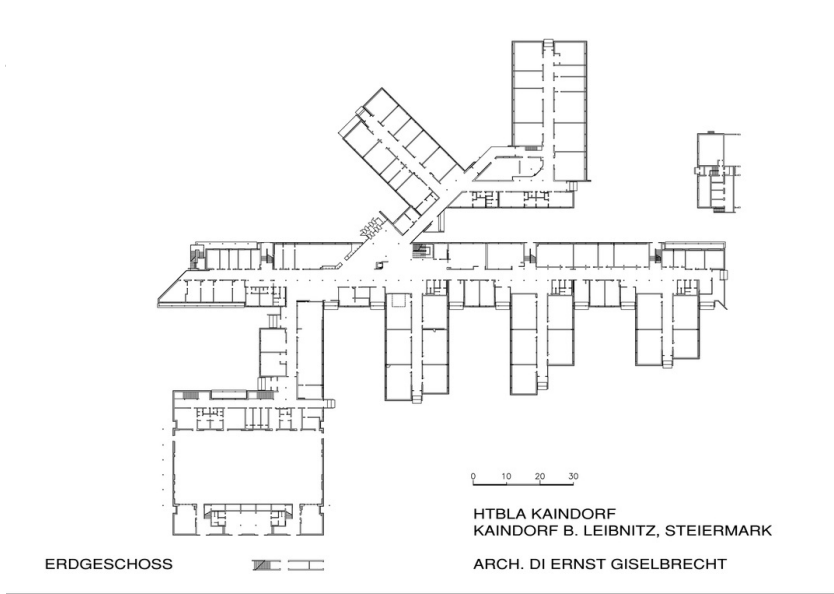 0 10 20 30
HTBLA KAINDORF
KAINDORF B. LEIBNITZ, STEIERMARK
ERDGESCHOSS
ARCH. DI ERNST GISELBRECHT